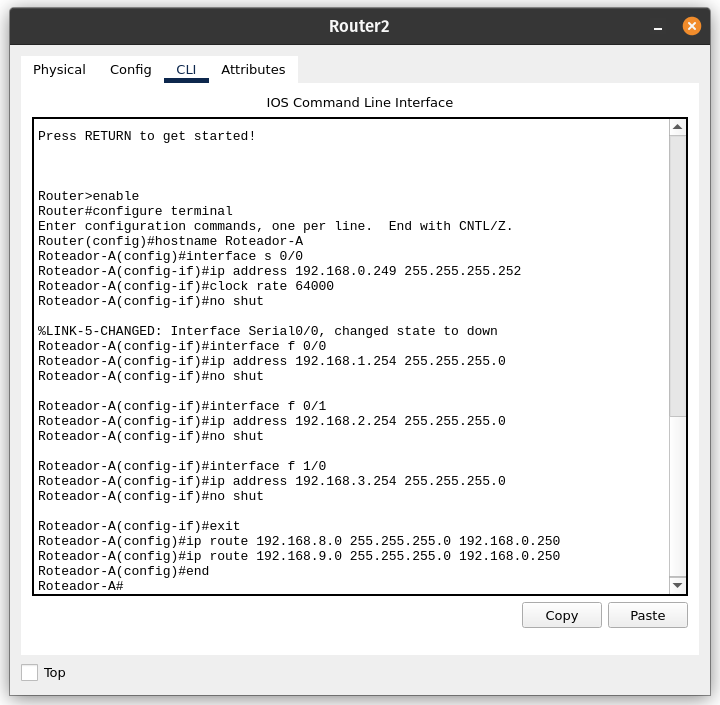 Router2
Physical Config CLI Attributes
IOS Command Line Interface
Press RETURN to get started!
Router>enable
Router#configure terminal
Enter configuration commands, one per line.  End with CNTL/Z.
Router(config)#hostname Roteador-A
Roteador-A(config)#interface s 0/0
Roteador-A(config-if)#ip address 192.168.0.249 255.255.255.252
Roteador-A(config-if)#clock rate 64000
Roteador-A(config-if)#no shut
%LINK-5-CHANGED: Interface Serial0/0, changed state to down
Roteador-A(config-if)#interface f 0/0
Roteador-A(config-if)#ip address 192.168.1.254 255.255.255.0
Roteador-A(config-if)#no shut
Roteador-A(config-if)#interface f 0/1
Roteador-A(config-if)#ip address 192.168.2.254 255.255.255.0
Roteador-A(config-if)#no shut
Roteador-A(config-if)#interface f 1/0
Roteador-A(config-if)#ip address 192.168.3.254 255.255.255.0
Roteador-A(config-if)#no shut
Roteador-A(config-if)#exit
Roteador-A(config)#ip route 192.168.8.0 255.255.255.0 192.168.0.250
Roteador-A(config)#ip route 192.168.9.0 255.255.255.0 192.168.0.250
Roteador-A(config)#end
Roteador-A#
Copy Paste
Top